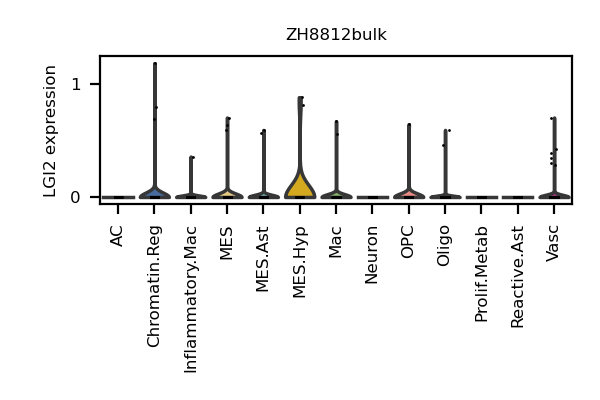 ZH8812bulk
LGI2 expression
1
0
AC
Chromatin.Reg
Inflammatory.Mac
MES
MES.Ast
MES.Hyp
Mac
Neuron
OPC
Oligo
Prolif.Metab
Reactive.Ast
Vasc